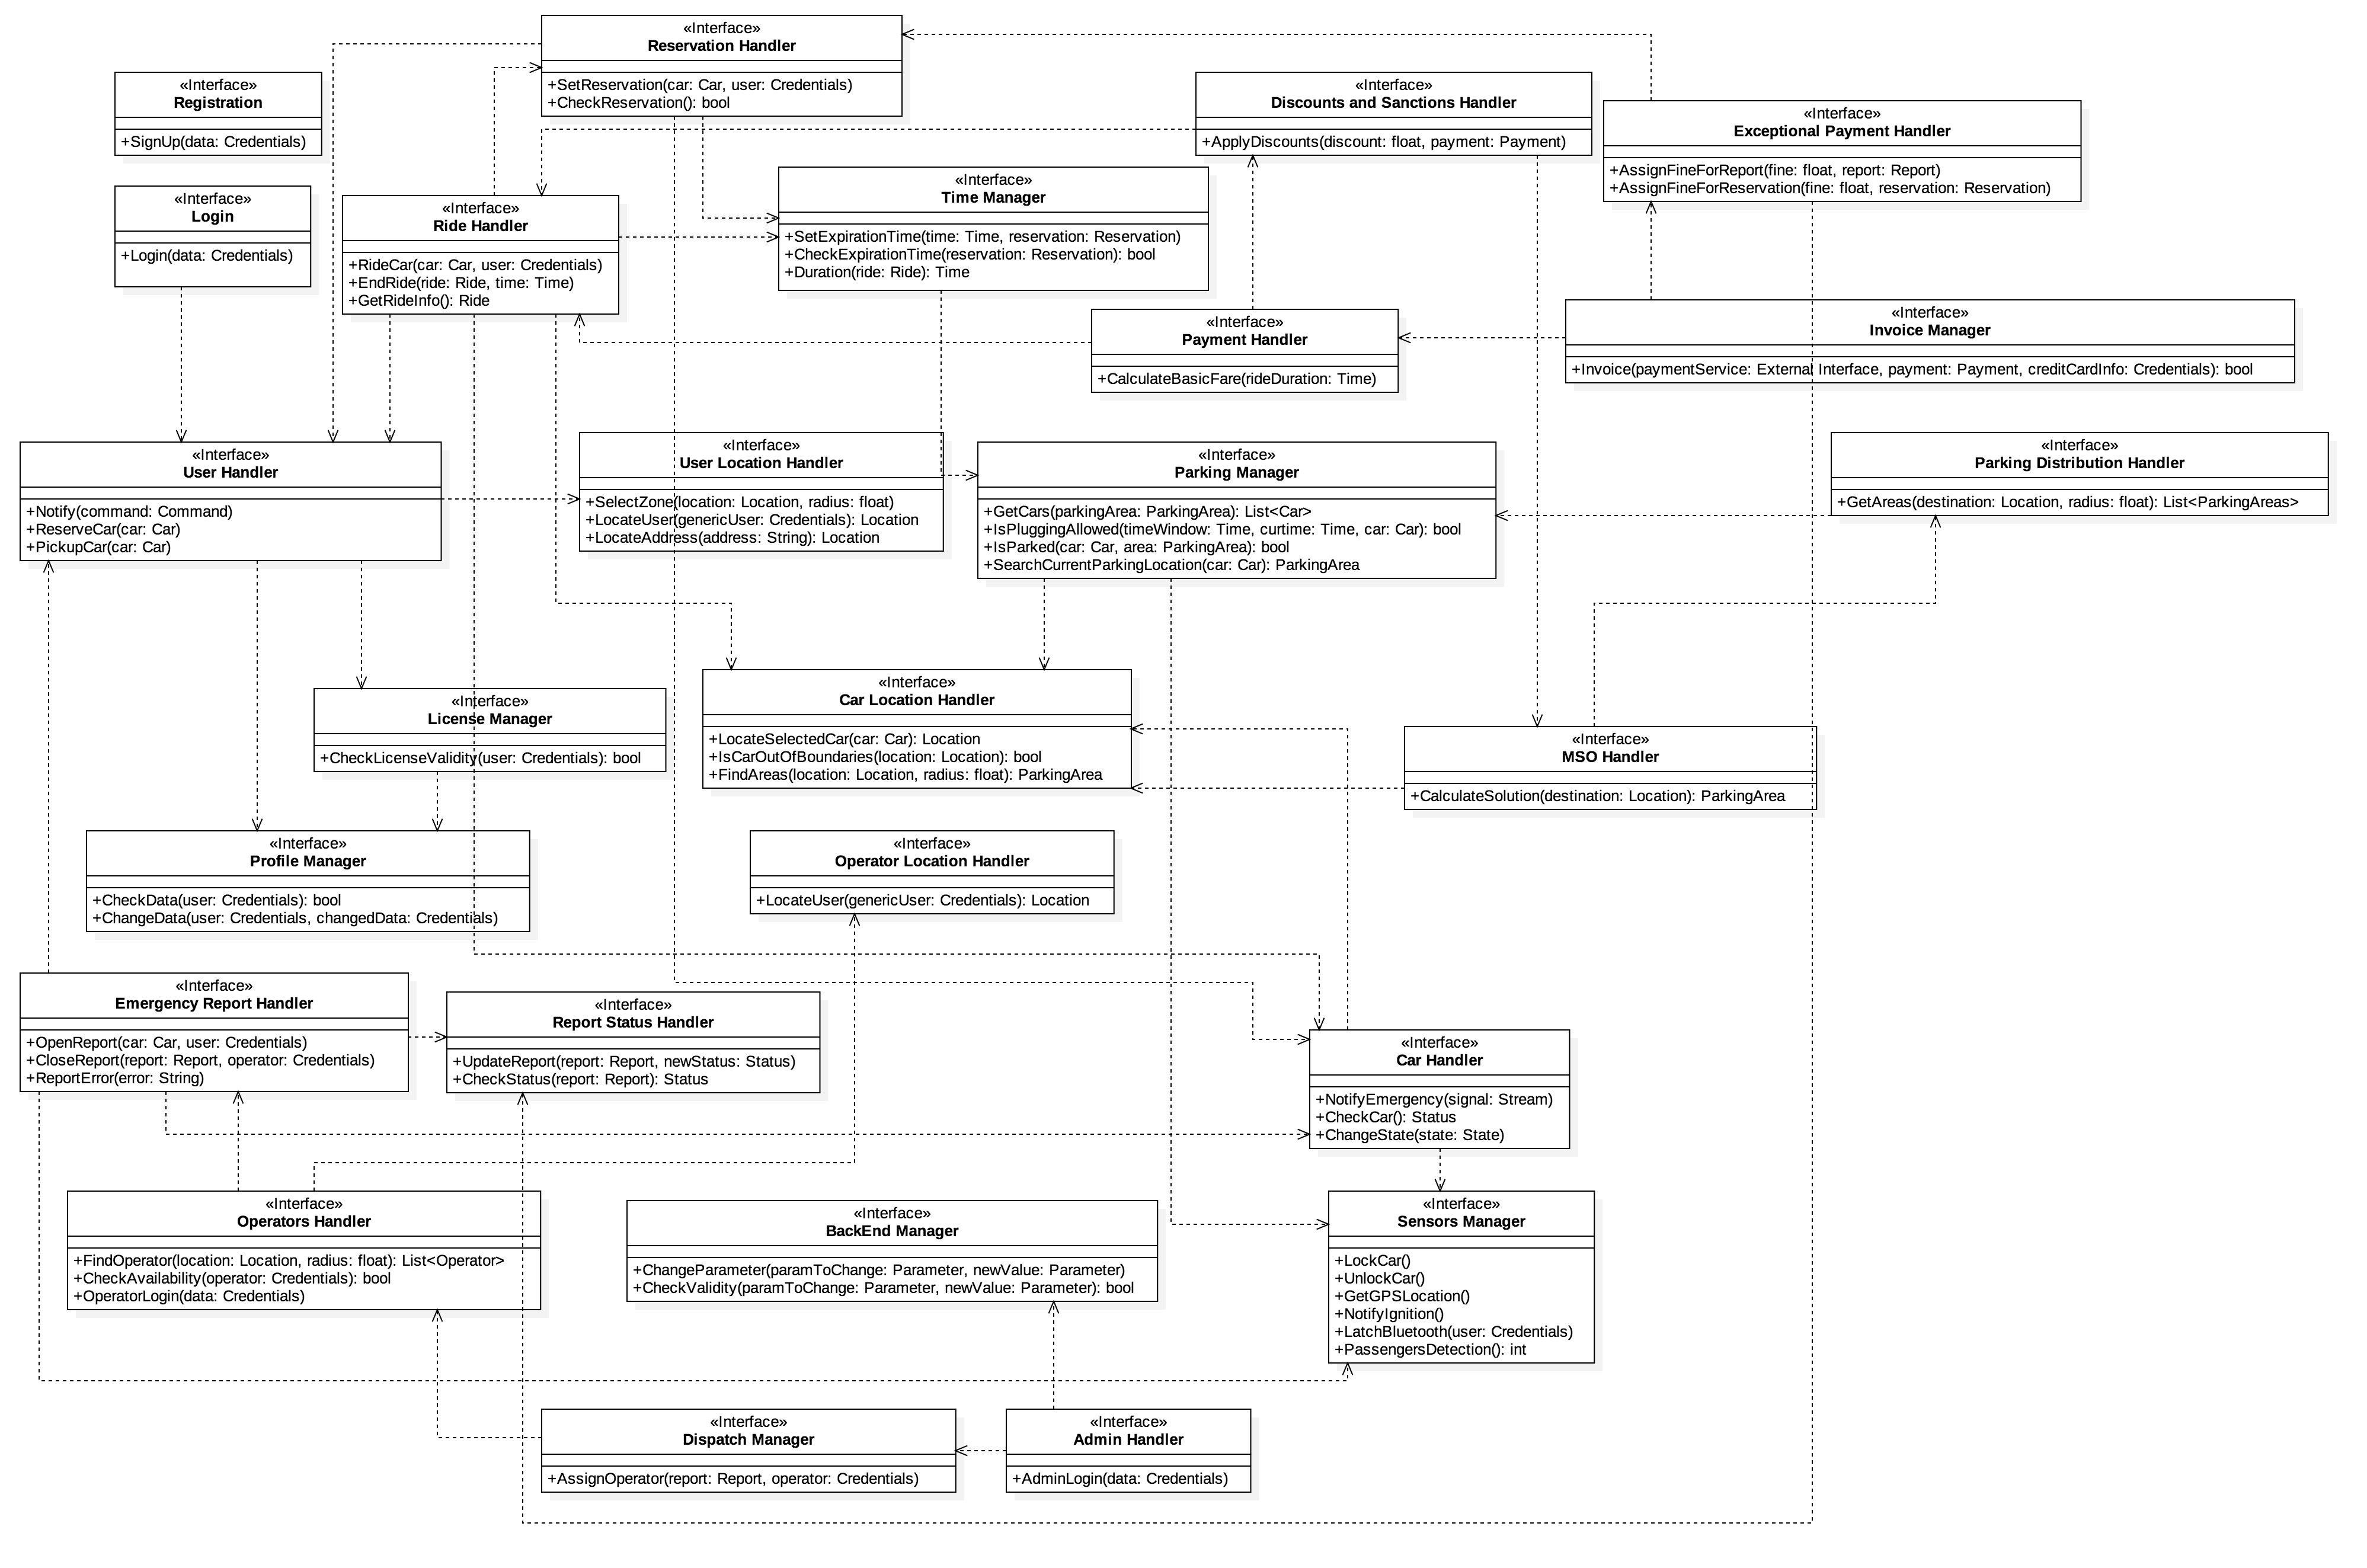 «Interface»
Reservation Handler
+SetReservation(car: Car, user: Credentials)
+CheckReservation(): bool
«Interface»
Registration
+SignUp(data: Credentials)
«Interface»
Discounts and Sanctions Handler
+ApplyDiscounts(discount: float, payment: Payment)
«Interface»
Exceptional Payment Handler
+AssignFineForReport(fine: float, report: Report)
+AssignFineForReservation(fine: float, reservation: Reservation)
«Interface»
Login
+Login(data: Credentials)
«Interface»
Ride Handler
+RideCar(car: Car, user: Credentials)
+EndRide(ride: Ride, time: Time)
+GetRideInfo(): Ride
«Interface»
Time Manager
+SetExpirationTime(time: Time, reservation: Reservation)
+CheckExpirationTime(reservation: Reservation): bool
+Duration(ride: Ride): Time
«Interface»
Payment Handler
+CalculateBasicFare(rideDuration: Time)
«Interface»
Invoice Manager
+Invoice(paymentService: External Interface, payment: Payment, creditCardInfo: Credentials): bool
«Interface»
User Handler
+Notify(command: Command)
+ReserveCar(car: Car)
+PickupCar(car: Car)
«Interface»
User Location Handler
+SelectZone(location: Location, radius: float)
+LocateUser(genericUser: Credentials): Location
+LocateAddress(address: String): Location
«Interface»
Parking Manager
+GetCars(parkingArea: ParkingArea): List<Car>
+IsPluggingAllowed(timeWindow: Time, curtime: Time, car: Car): bool
+IsParked(car: Car, area: ParkingArea): bool
+SearchCurrentParkingLocation(car: Car): ParkingArea
«Interface»
Parking Distribution Handler
+GetAreas(destination: Location, radius: float): List<ParkingAreas>
«Interface»
License Manager
+CheckLicenseValidity(user: Credentials): bool
«Interface»
Car Location Handler
+LocateSelectedCar(car: Car): Location
+IsCarOutOfBoundaries(location: Location): bool
+FindAreas(location: Location, radius: float): ParkingArea
«Interface»
MSO Handler
+CalculateSolution(destination: Location): ParkingArea
«Interface»
Profile Manager
+CheckData(user: Credentials): bool
+ChangeData(user: Credentials, changedData: Credentials)
«Interface»
Operator Location Handler
+LocateUser(genericUser: Credentials): Location
«Interface»
Emergency Report Handler
+OpenReport(car: Car, user: Credentials)
+CloseReport(report: Report, operator: Credentials)
+ReportError(error: String)
«Interface»
Report Status Handler
+UpdateReport(report: Report, newStatus: Status)
+CheckStatus(report: Report): Status
«Interface»
Car Handler
+NotifyEmergency(signal: Stream)
+CheckCar(): Status
+ChangeState(state: State)
«Interface»
Operators Handler
+FindOperator(location: Location, radius: float): List<Operator>
+CheckAvailability(operator: Credentials): bool
+OperatorLogin(data: Credentials)
«Interface»
BackEnd Manager
+ChangeParameter(paramToChange: Parameter, newValue: Parameter)
+CheckValidity(paramToChange: Parameter, newValue: Parameter): bool
«Interface»
Sensors Manager
+LockCar()
+UnlockCar()
+GetGPSLocation()
+NotifyIgnition()
+LatchBluetooth(user: Credentials)
+PassengersDetection(): int
«Interface»
Dispatch Manager
+AssignOperator(report: Report, operator: Credentials)
«Interface»
Admin Handler
+AdminLogin(data: Credentials)